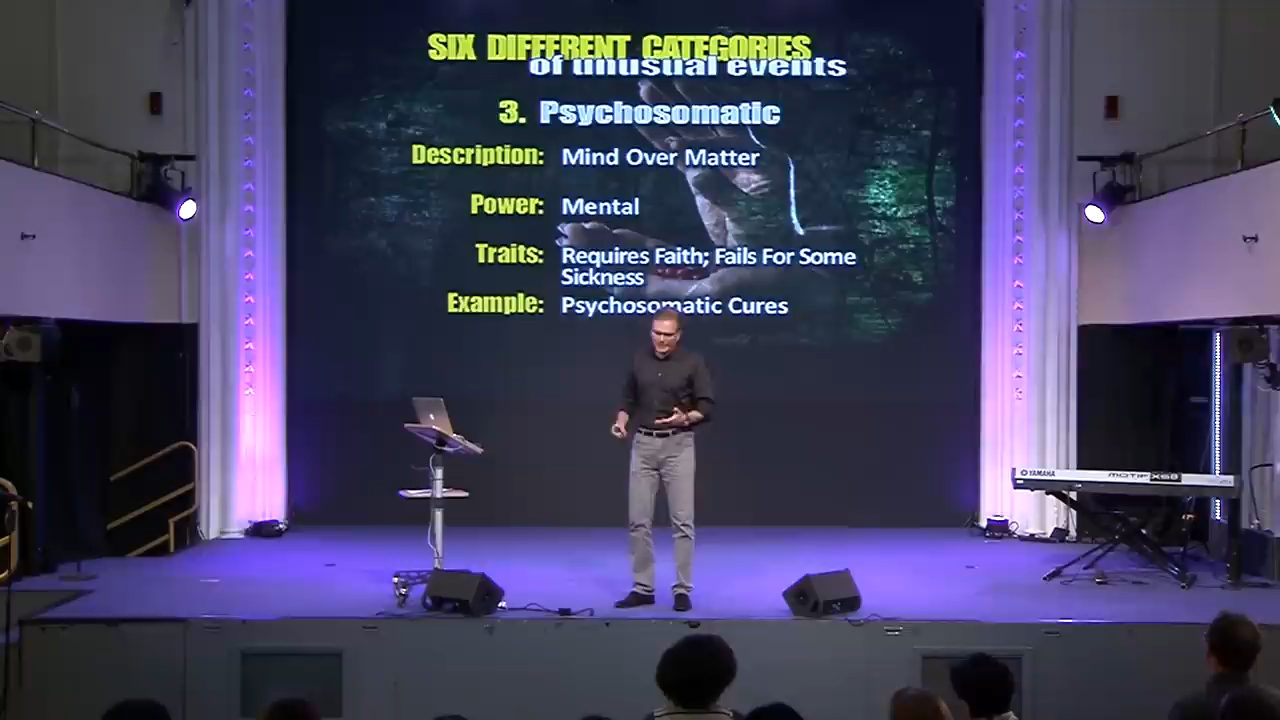 SIX DIFFERENT CATEGORIES
of unusual events
3. Psychosomatic
Description: Mind Over Matter
Power: Mental
Traits: Requires Faith; Fails For Some
Sickness
Example: Psychosomatic Cures
YAMAHA MOTIF XS8